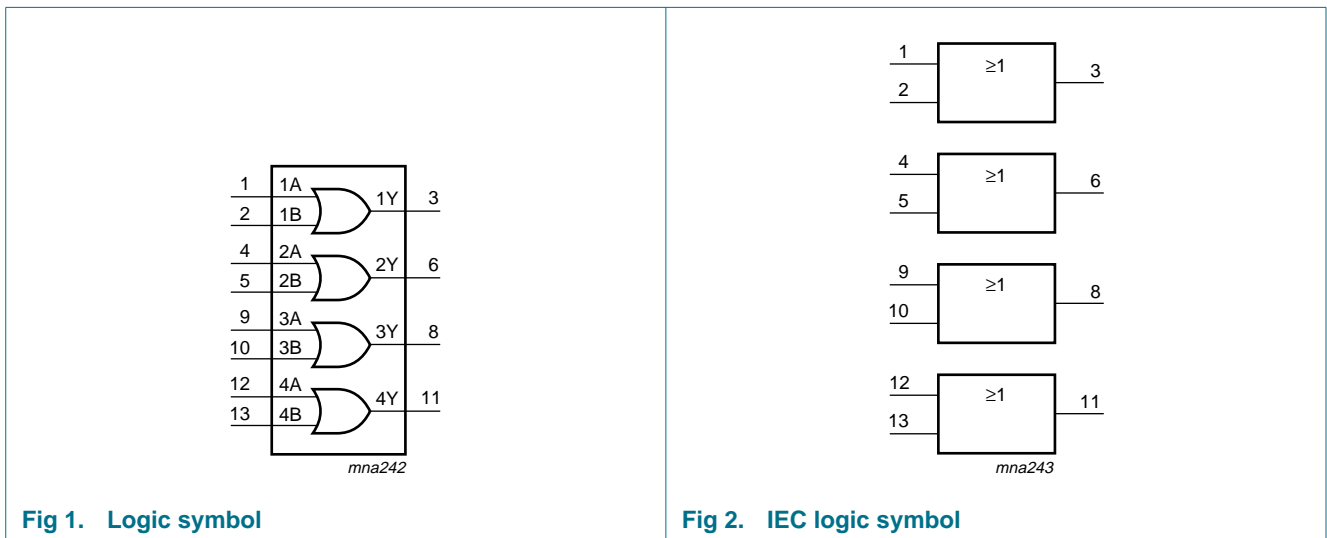 1 1A 1Y 3
2 1B
4 2A 2Y 6
5 2B
9 3A 3Y 8
10 3B
12 4A 4Y 11
13 4B
mna242
Fig 1. Logic symbol
1 ≥1 3
2
4 ≥1 6
5
9 ≥1 8
10
12 ≥1 11
13
mna243
Fig 2. IEC logic symbol